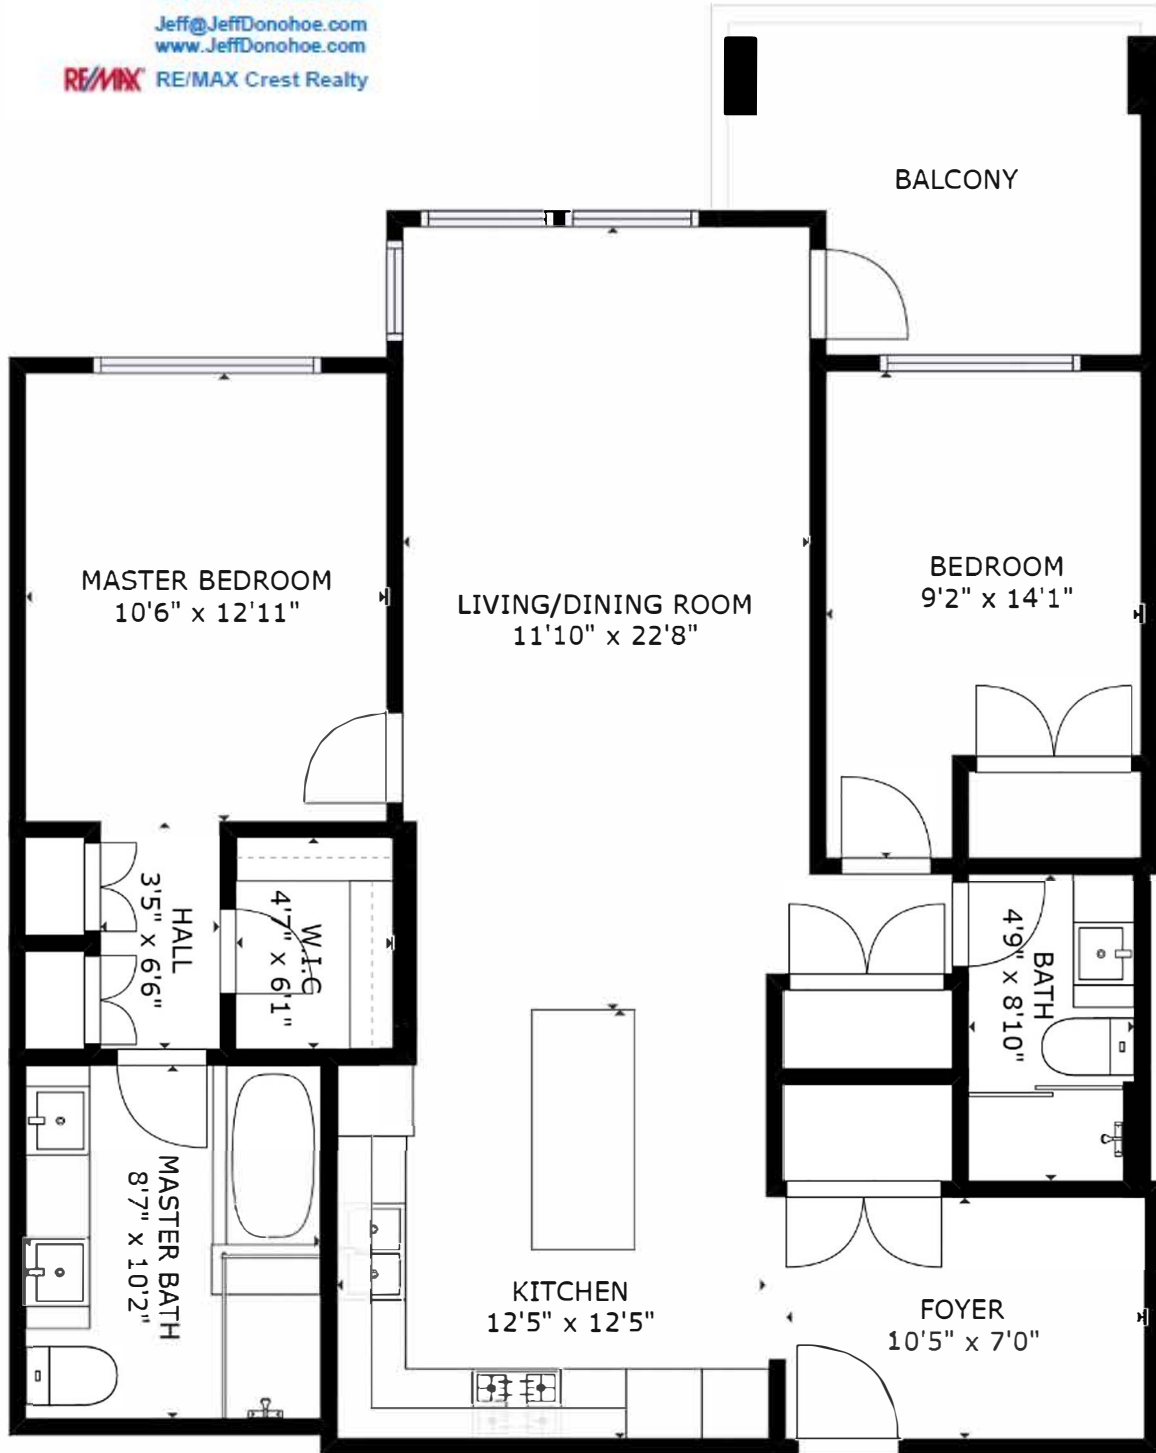 Jeff@JeffDonohoe.com
www.JeffDonohoe.com
RE/MAX RE/MAX Crest Realty
BALCONY
MASTER BEDROOM
10'6" x 12'11"
LIVING/DINING ROOM
11'10" x 22'8"
BEDROOM
9'2" x 14'1"
HALL
3'5" x 6'6"
W.I.C
4'7" x 6'1"
BATH
4'9" x 8'10"
MASTER BATH
8'7" x 10'2"
KITCHEN
12'5" x 12'5"
FOYER
10'5" x 7'0"